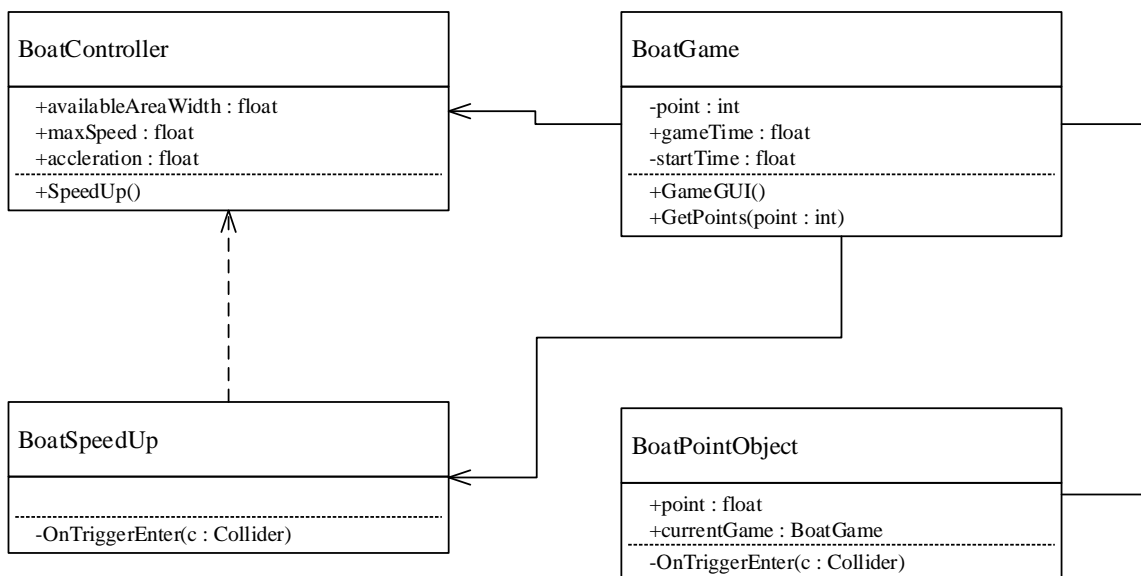 BoatController
+availableAreaWidth : float
+maxSpeed : float
+accleration : float
+SpeedUp()
BoatGame
-point : int
+gameTime : float
-startTime : float
+GameGUI()
+GetPoints(point : int)
BoatSpeedUp
-OnTriggerEnter(c : Collider)
BoatPointObject
+point : float
+currentGame : BoatGame
-OnTriggerEnter(c : Collider)